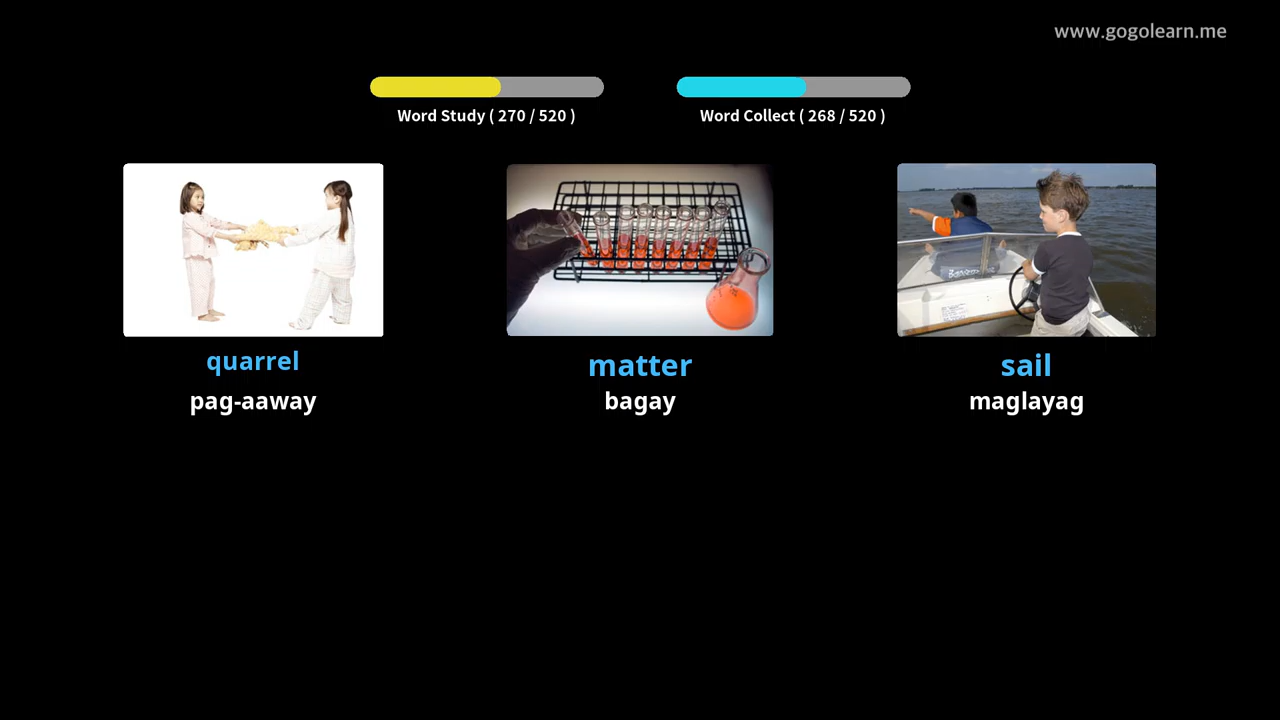 www.gogolearn.me
Word Study ( 270 / 520 )
Word Collect ( 268 / 520 )
quarrel
pag-aaway
matter
bagay
sail
maglayag